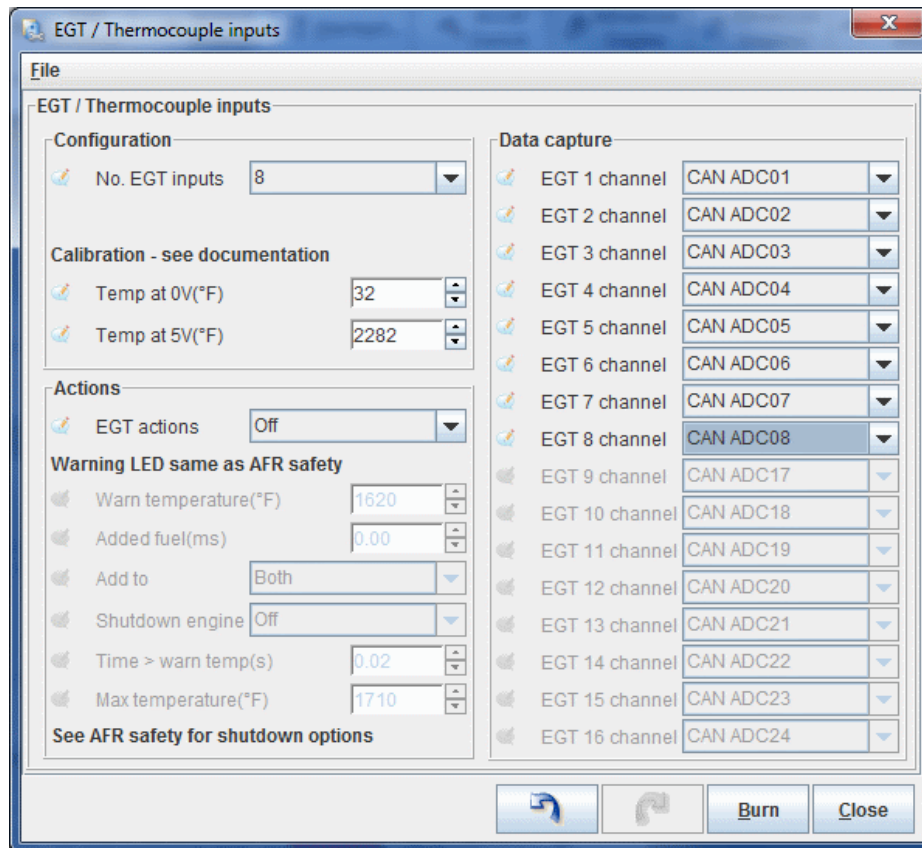 EGT / Thermocouple inputs
File
EGT / Thermocouple inputs
Configuration
No. EGT inputs 8
Calibration - see documentation
Temp at 0V(°F) 32
Temp at 5V(°F) 2282
Actions
EGT actions Off
Warning LED same as AFR safety
Warn temperature(°F) 1620
Added fuel(ms) 0.00
Add to Both
Shutdown engine Off
Time > warn temp(s) 0.02
Max temperature(°F) 1710
See AFR safety for shutdown options
Data capture
EGT 1 channel CAN ADC01
EGT 2 channel CAN ADC02
EGT 3 channel CAN ADC03
EGT 4 channel CAN ADC04
EGT 5 channel CAN ADC05
EGT 6 channel CAN ADC06
EGT 7 channel CAN ADC07
EGT 8 channel CAN ADC08
EGT 9 channel CAN ADC17
EGT 10 channel CAN ADC18
EGT 11 channel CAN ADC19
EGT 12 channel CAN ADC20
EGT 13 channel CAN ADC21
EGT 14 channel CAN ADC22
EGT 15 channel CAN ADC23
EGT 16 channel CAN ADC24
Burn
Close